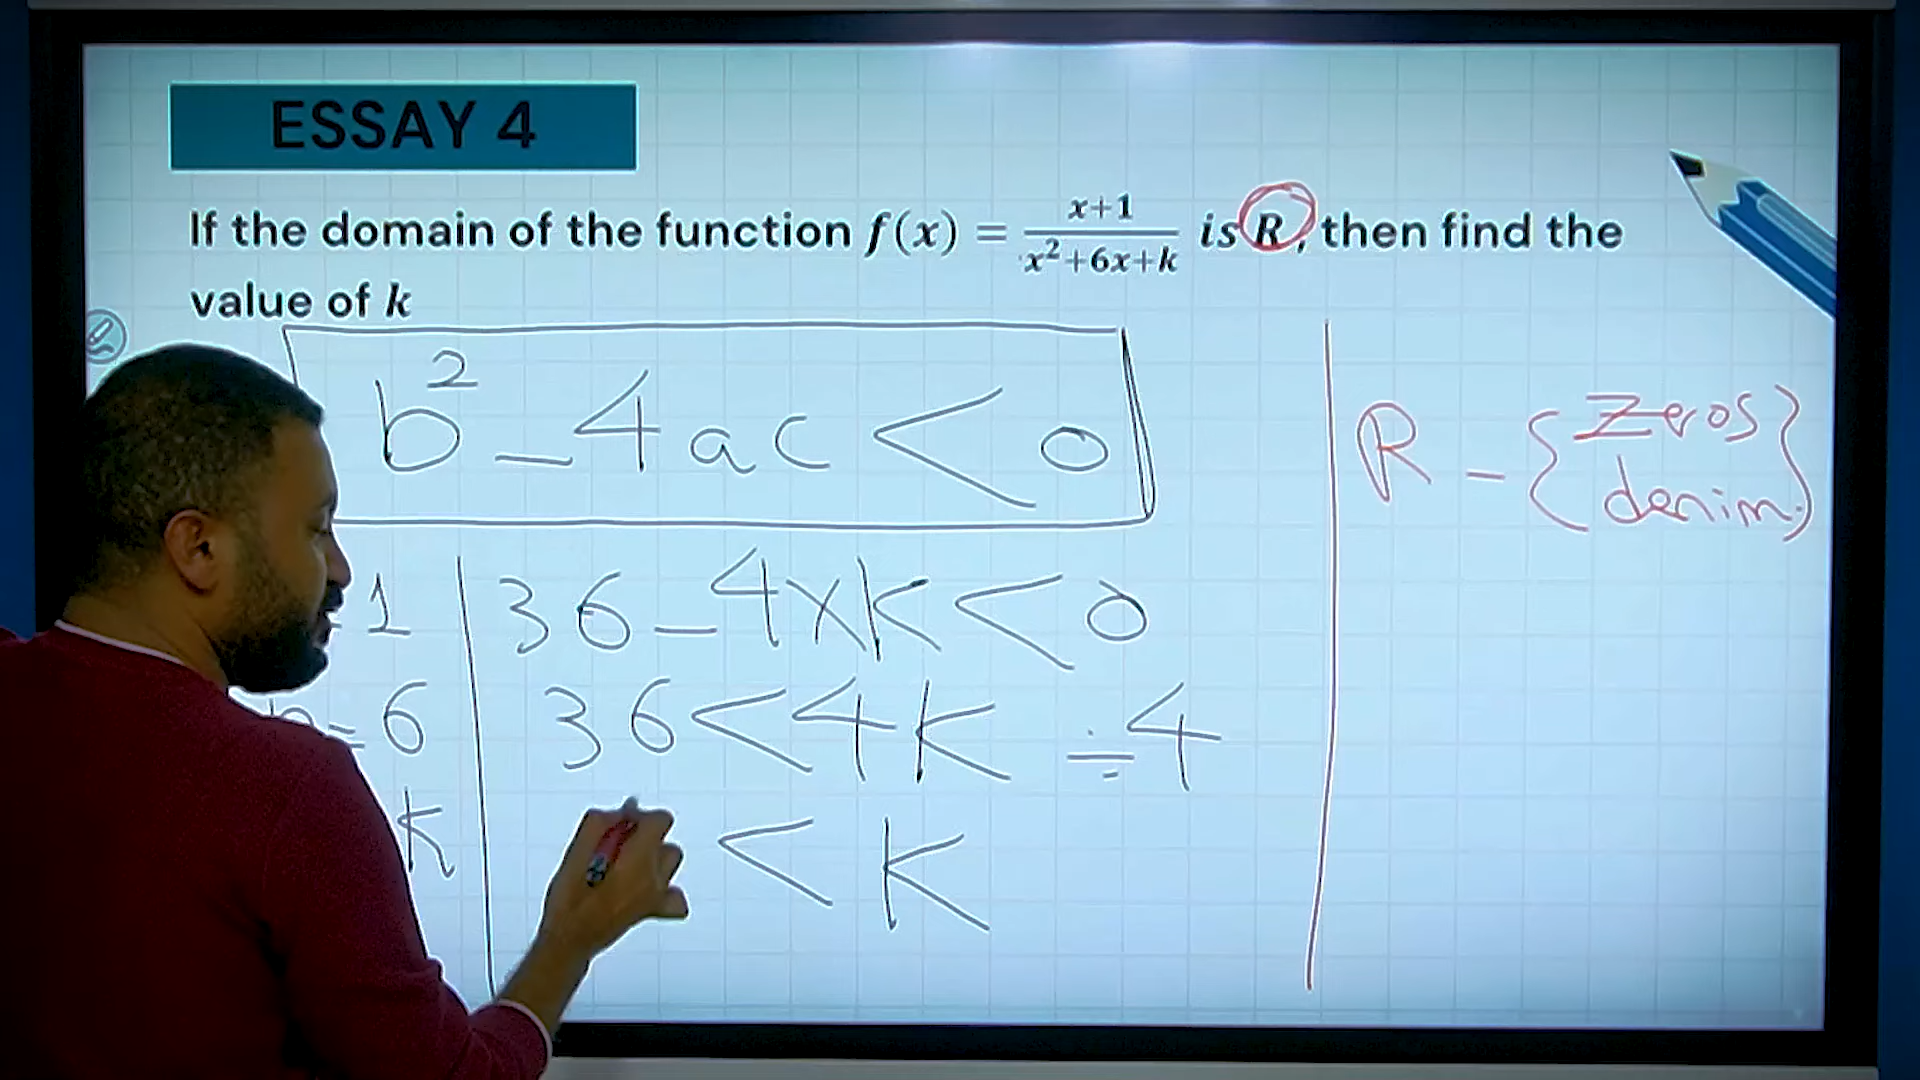 ESSAY 4
If the domain of the function f(x) = x+1 / x²+6x+k is R, then find the
value of k
b² - 4ac < 0
R - {Zeros denim.}
1
36 - 4×K < 0
b = 6
36 < 4K ÷4
K
< K